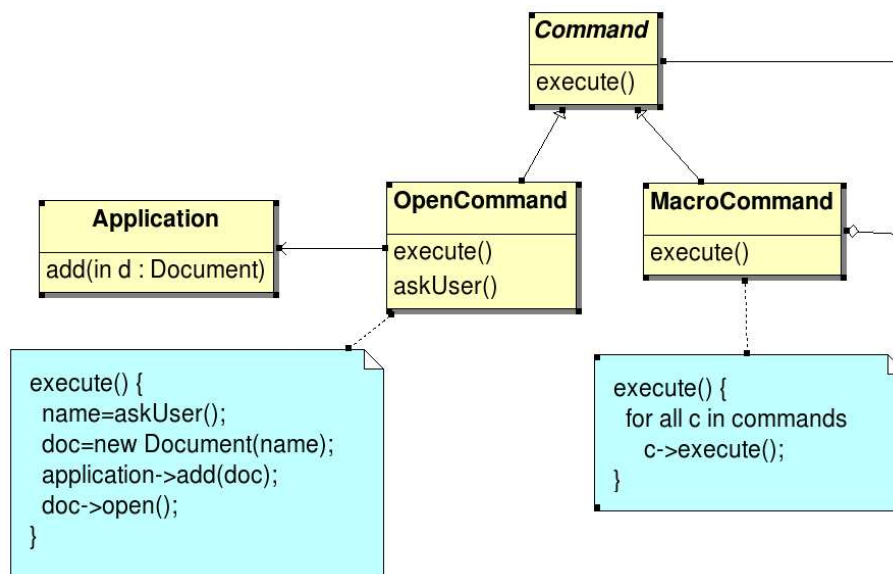 Command
execute()
Application
add(in d : Document)
OpenCommand
execute()
askUser()
MacroCommand
execute()
execute() {
name=askUser();
doc=new Document(name);
application->add(doc);
doc->open();
}
execute() {
for all c in commands
c->execute();
}